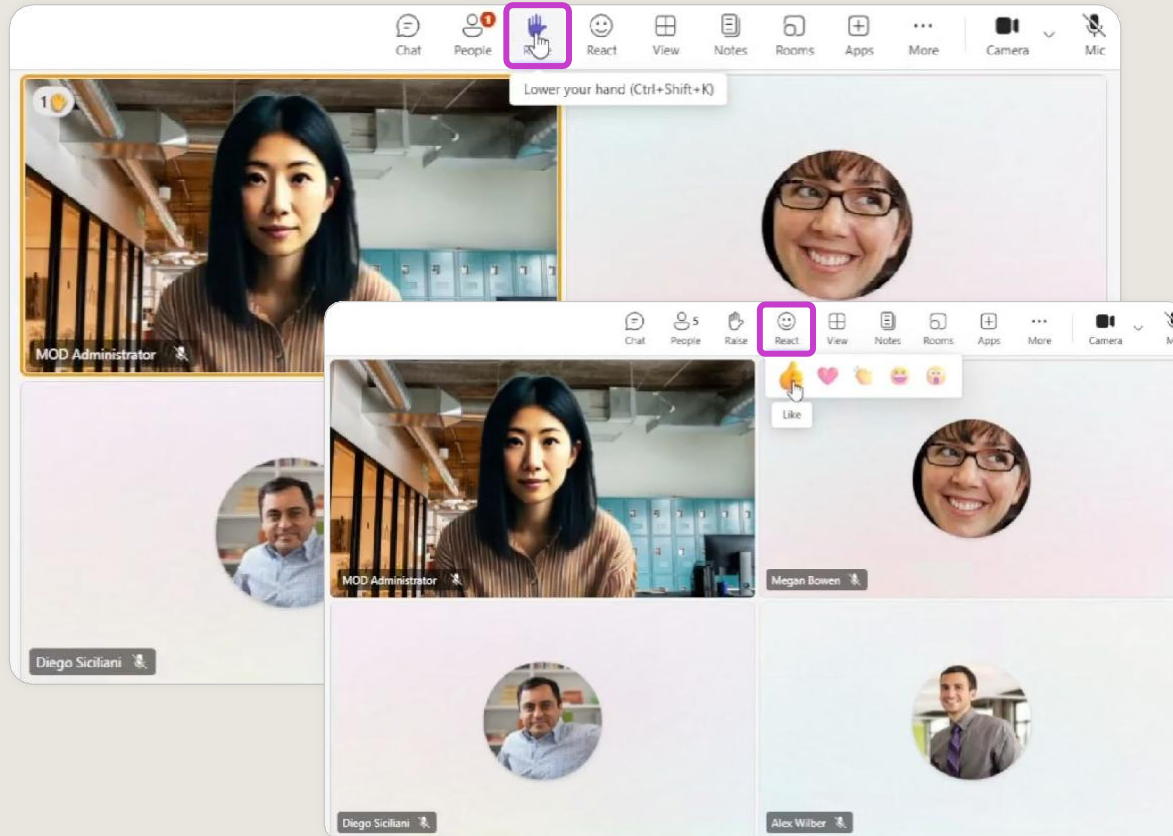 1
Chat People Raise React View Notes Rooms Apps More Camera Mic
Lower your hand (Ctrl+Shift+K)
1
MOD Administrator
Diego Siciliani
5
Chat People Raise React View Notes Rooms Apps More Camera M
Like
MOD Administrator
Megan Bowen
Diego Siciliani
Alex Wilber